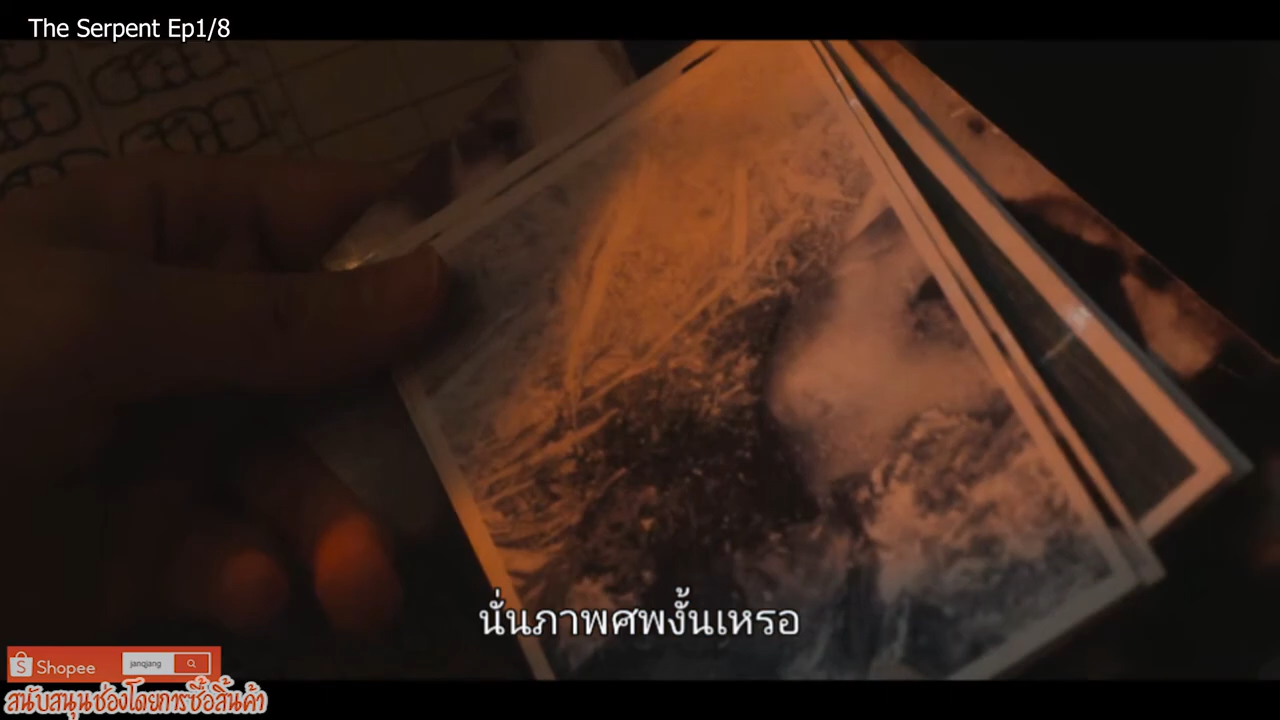 The Serpent Ep1/8
นั่นภาพศพงั้นเหรอ
Shopee
janqjang
สนับสนุนช่องโดยการซื้อสิ้นค้า